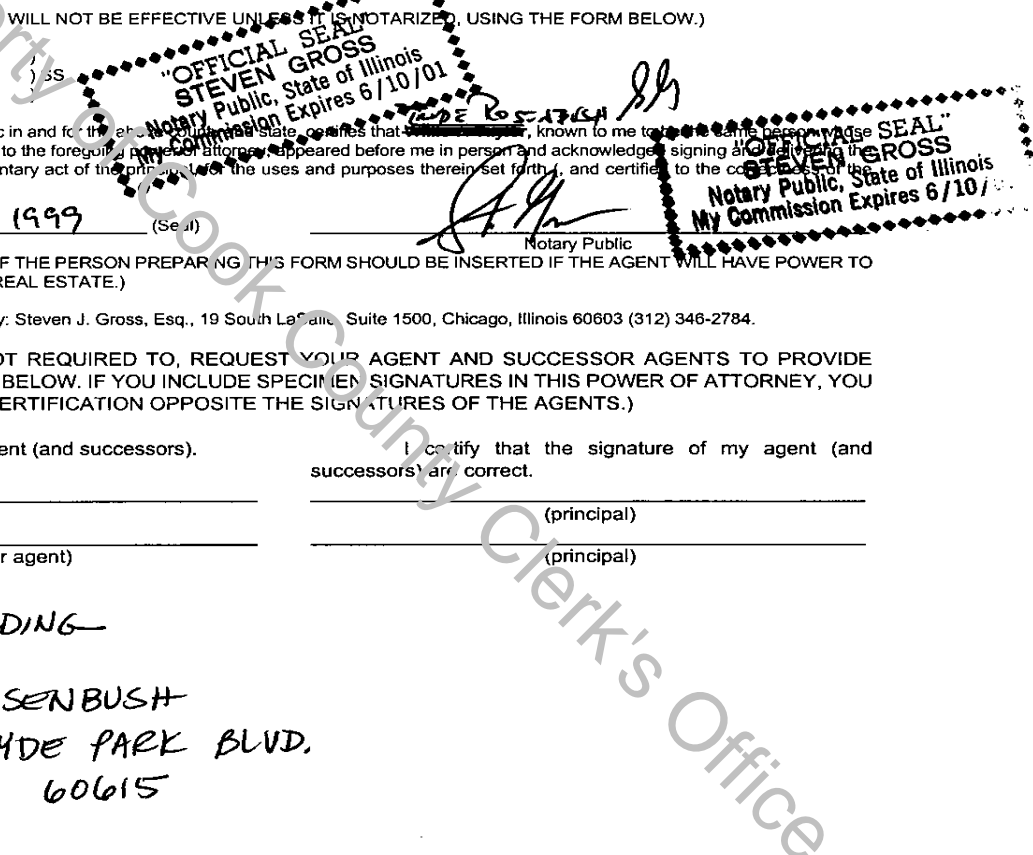 WILL NOT BE EFFECTIVE UNLESS IT IS NOTARIZED, USING THE FORM BELOW.)
) SS
"OFFICIAL SEAL"
STEVEN GROSS
Notary Public, State of Illinois
My Commission Expires 6/10/01
SG
c in and for the above county and state, certifies that , known to me to be the same person whose
to the foregoing power of attorney, appeared before me in person and acknowledged signing and delivering the
ntary act of the principal for the uses and purposes therein set forth (, and certified to the correctness of the
"OFFICIAL SEAL"
STEVEN GROSS
Notary Public, State of Illinois
My Commission Expires 6/10/
1999 (Seal)
Notary Public
F THE PERSON PREPARING THIS FORM SHOULD BE INSERTED IF THE AGENT WILL HAVE POWER TO
REAL ESTATE.)
y: Steven J. Gross, Esq., 19 South LaSalle, Suite 1500, Chicago, Illinois 60603 (312) 346-2784.
OT REQUIRED TO, REQUEST YOUR AGENT AND SUCCESSOR AGENTS TO PROVIDE
BELOW. IF YOU INCLUDE SPECIMEN SIGNATURES IN THIS POWER OF ATTORNEY, YOU
ERTIFICATION OPPOSITE THE SIGNATURES OF THE AGENTS.)
ent (and successors). I certify that the signature of my agent (and
successors) are correct.
(principal)
r agent) (principal)
DING
SENBUSH
YDE PARK BLVD.
60615
erty of Cook County Clerk's Office